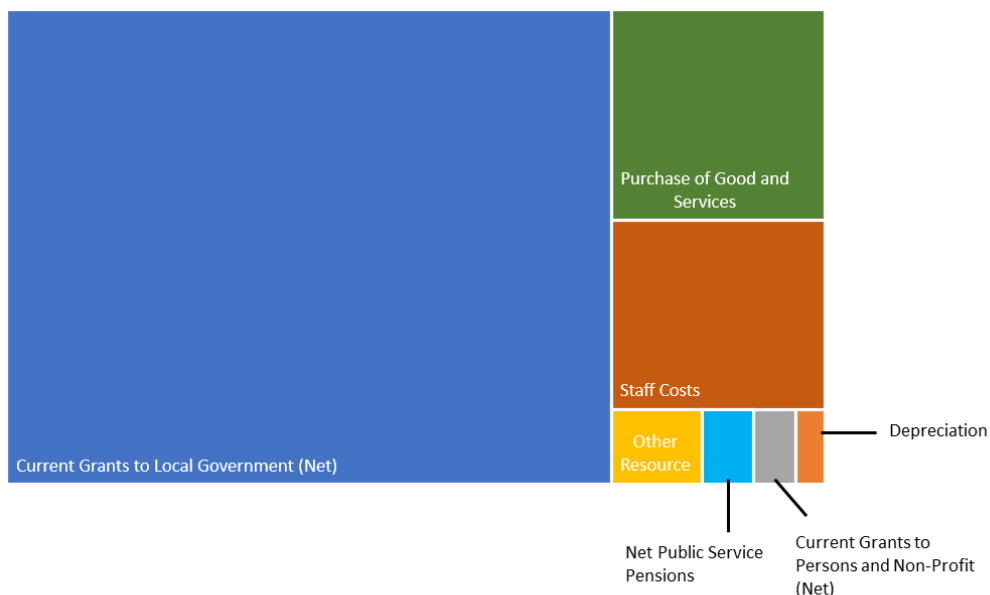 Purchase of Good and
Services
Staff Costs
Current Grants to Local Government (Net)
Other
Resource
Depreciation
Net Public Service
Pensions
Current Grants to
Persons and Non-Profit
(Net)